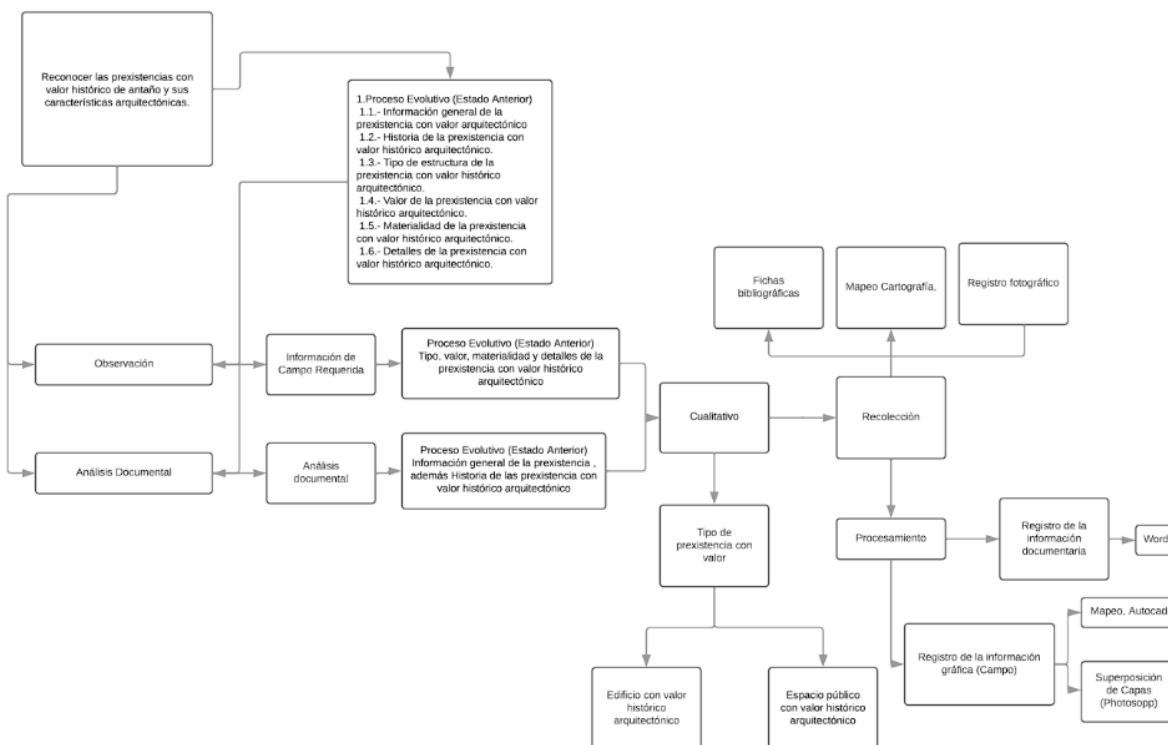 Reconocer las prexistencias con
valor histórico de antaño y sus
características arquitectónicas.
1.Proceso Evolutivo (Estado Anterior)
1.1.- Información general de la
prexistencia con valor arquitectónico
1.2.- Historia de la prexistencia con
valor histórico arquitectónico.
1.3.- Tipo de estructura de la
prexistencia con valor histórico
arquitectónico.
1.4.- Valor de la prexistencia con valor
histórico arquitectónico.
1.5.- Materialidad de la prexistencia
con valor histórico arquitectónico.
1.6.- Detalles de la prexistencia con
valor histórico arquitectónico.
Fichas
bibliográficas
Mapeo Cartografía,
Registro fotográfico
Observación
Información de
Campo Requerida
Proceso Evolutivo (Estado Anterior)
Tipo, valor, materialidad y detalles de la
prexistencia con valor histórico
arquitectónico
Cualitativo
Recolección
Análisis Documental
Análisis
documental
Proceso Evolutivo (Estado Anterior)
Información general de la prexistencia ,
además Historia de las prexistencia con
valor histórico arquitectónico
Tipo de
prexistencia con
valor
Procesamiento
Registro de la
información
documentaria
Word
Registro de la información
gráfica (Campo)
Mapeo, Autocad
Superposición
de Capas
(Photosopp)
Edificio con valor
histórico
arquitectónico
Espacio público
con valor histórico
arquitectónico